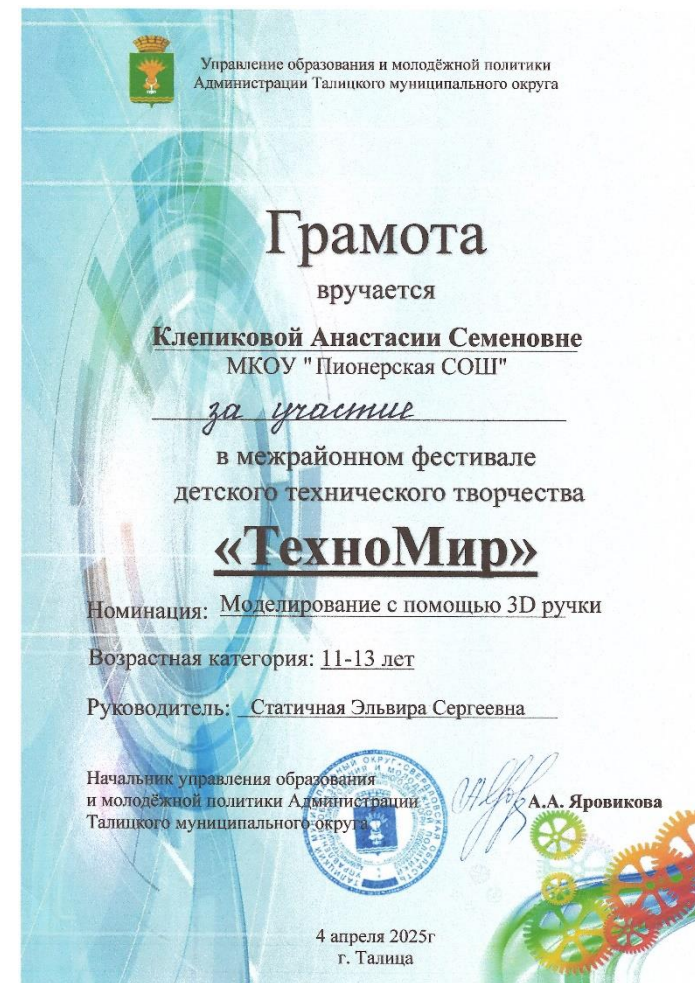 Управление образования и молодёжной политики
Администрации Талицкого муниципального округа
Грамота
вручается
Клепиковой Анастасии Семеновне
МКОУ "Пионерская СОШ"
за участие
в межрайонном фестивале
детского технического творчества
«ТехноМир»
Номинация: Моделирование с помощью 3D ручки
Возрастная категория: 11-13 лет
Руководитель: Статичная Эльвира Сергеевна
Начальник управления образования
и молодёжной политики Администрации
Талицкого муниципального округа
А.А. Яровикова
4 апреля 2025г
г. Талица